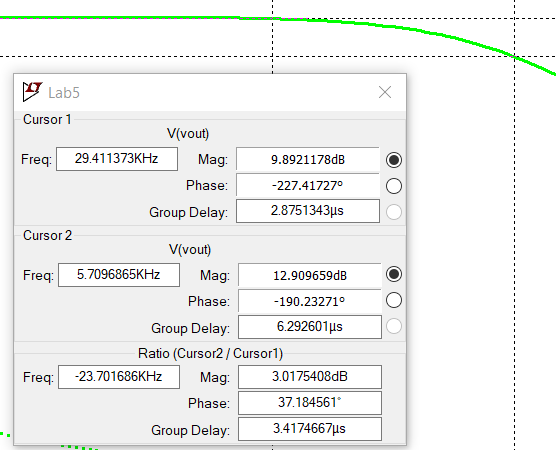 Lab5
Cursor 1
V(vout)
Freq: 29.411373KHz Mag: 9.8921178dB
Phase: -227.41727°
Group Delay: 2.8751343µs
Cursor 2
V(vout)
Freq: 5.7096865KHz Mag: 12.909659dB
Phase: -190.23271°
Group Delay: 6.292601µs
Ratio (Cursor2 / Cursor1)
Freq: -23.701686KHz Mag: 3.0175408dB
Phase: 37.184561°
Group Delay: 3.4174667µs